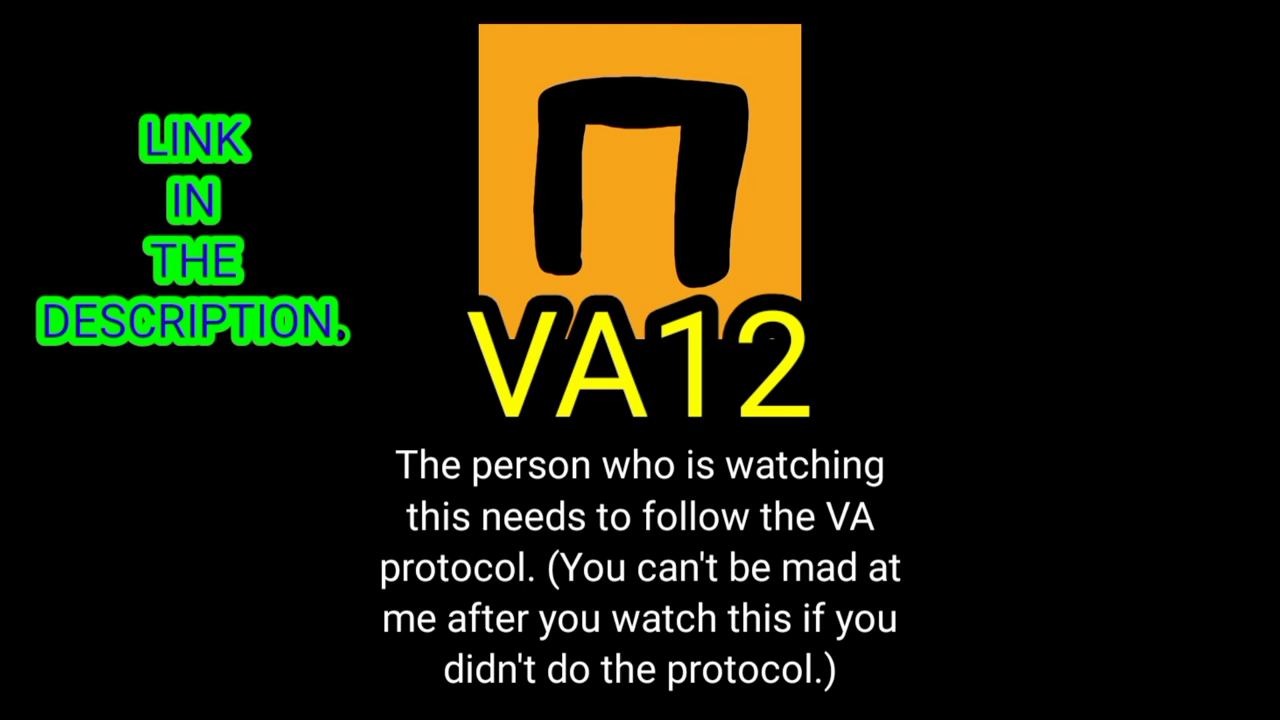 LINK
IN
THE
DESCRIPTION.
VA12
The person who is watching
this needs to follow the VA
protocol. (You can't be mad at
me after you watch this if you
didn't do the protocol.)